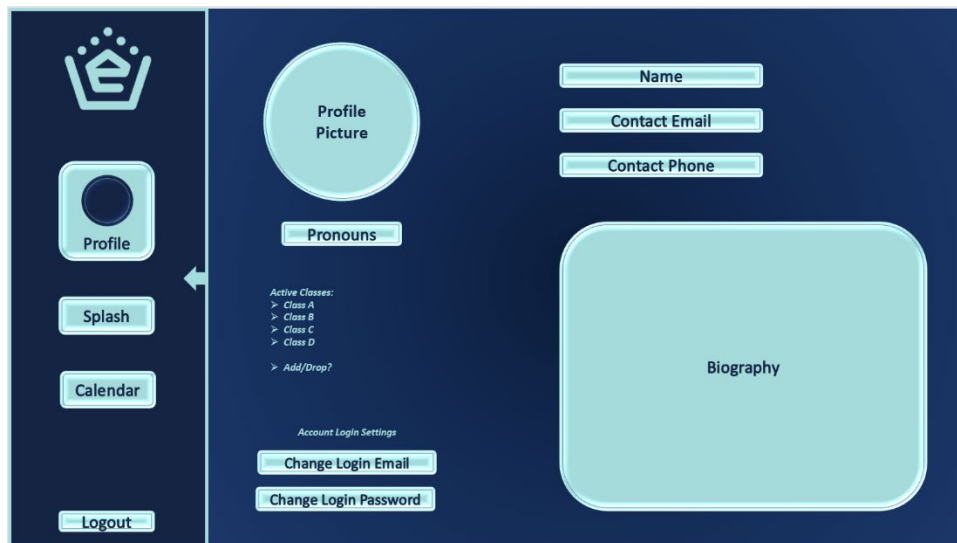 Profile
Splash
Calendar
Logout
Profile
Picture
Pronouns
Active Classes:
➢ Class A
➢ Class B
➢ Class C
➢ Class D
➢ Add/Drop?
Account Login Settings
Change Login Email
Change Login Password
Name
Contact Email
Contact Phone
Biography